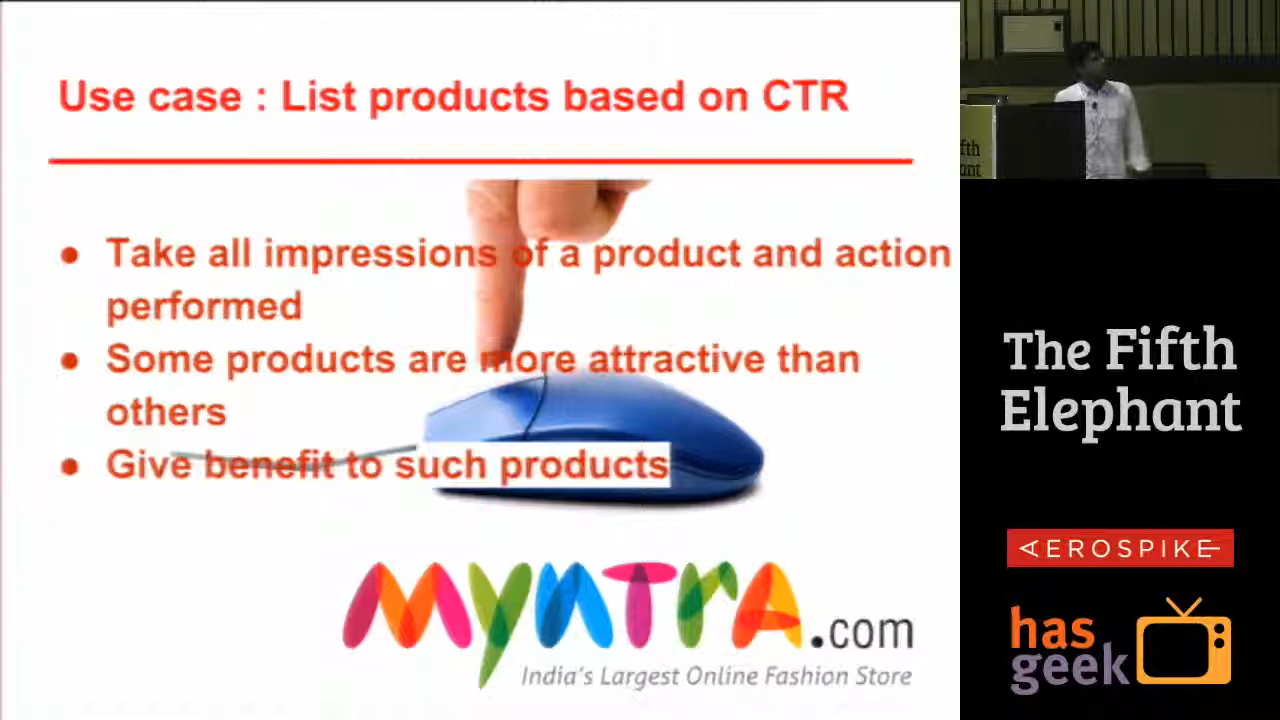 Use case : List products based on CTR
● Take all impressions of a product and action
performed
● Some products are more attractive than
others
● Give benefit to such products
myntra.com
India's Largest Online Fashion Store
fth
ant
The Fifth
Elephant
AEROSPIKE
has
geek